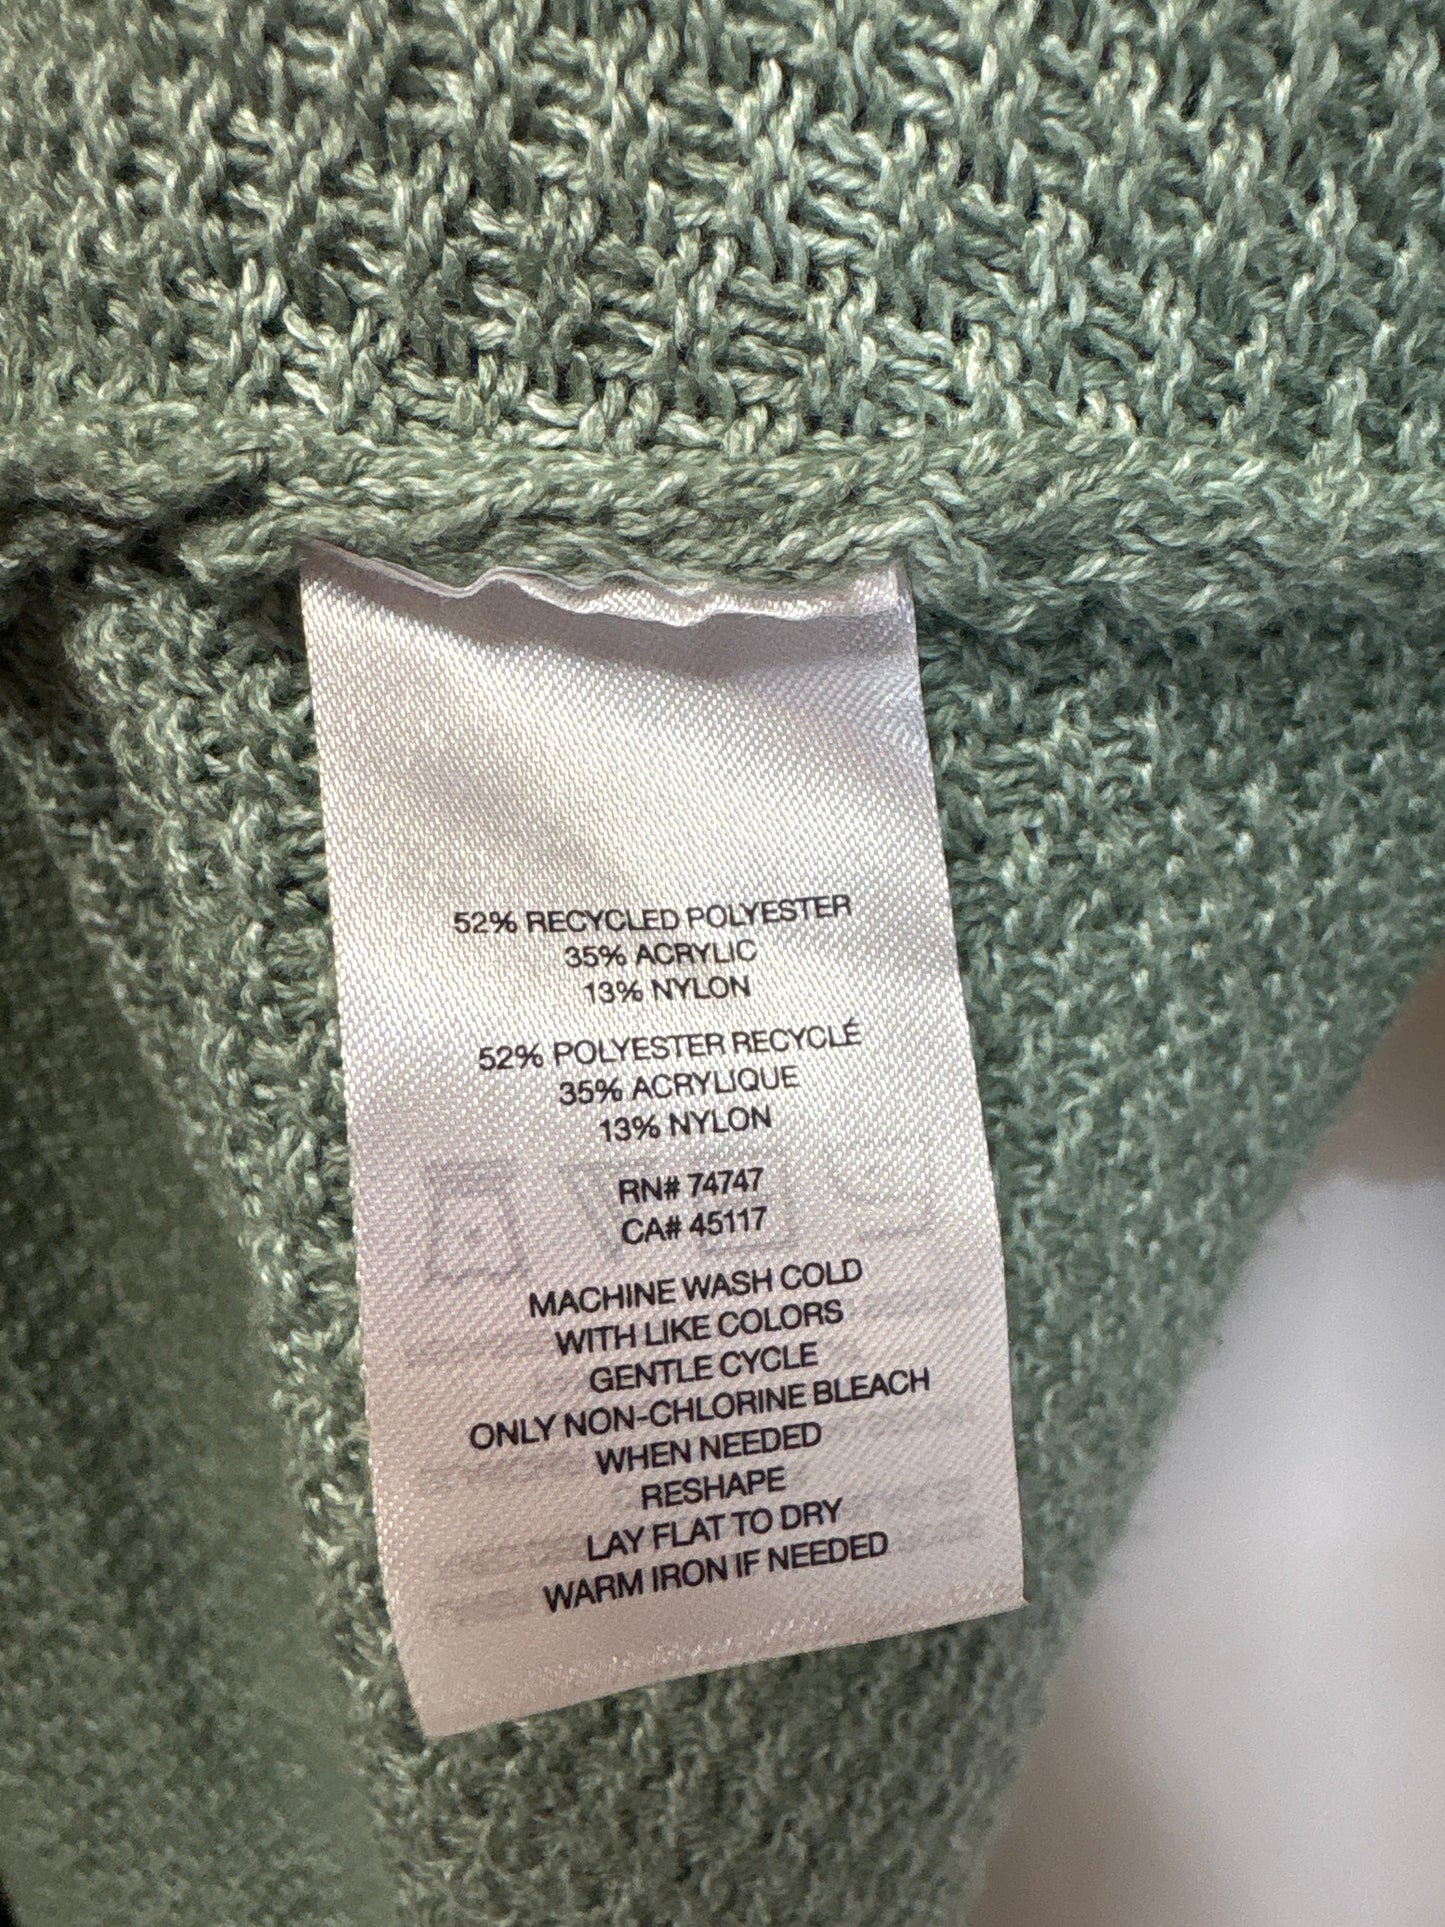 52% RECYCLED POLYESTER
35% ACRYLIC
13% NYLON
52% POLYESTER RECYCLÉ
35% ACRYLIQUE
13% NYLON
RN# 74747
CA# 45117
MACHINE WASH COLD
WITH LIKE COLORS
GENTLE CYCLE
ONLY NON-CHLORINE BLEACH
WHEN NEEDED
RESHAPE
LAY FLAT TO DRY
WARM IRON IF NEEDED